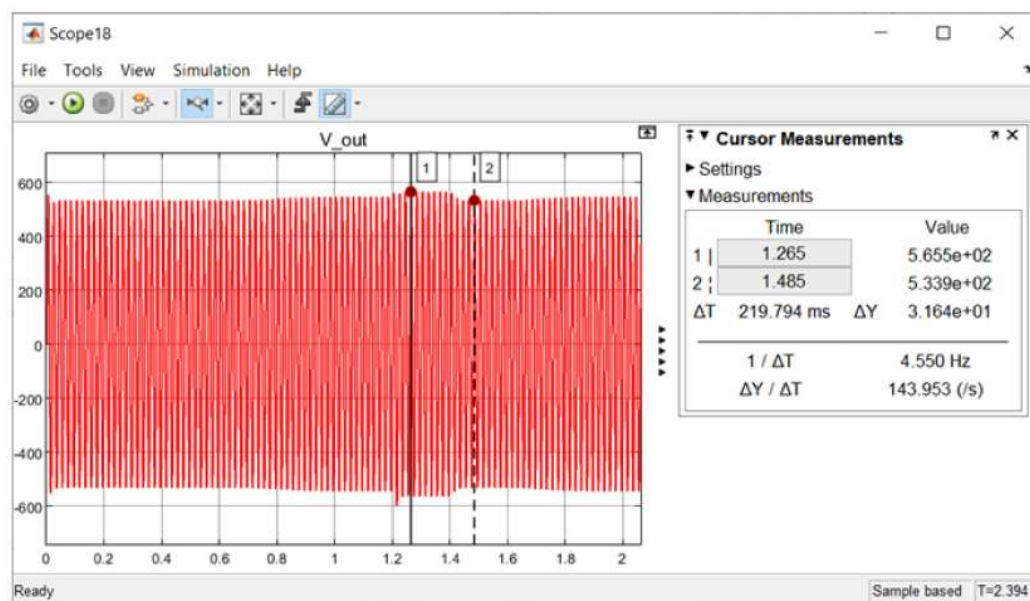 Scope18
File Tools View Simulation Help
V_out
1
2
600
400
200
0
-200
-400
-600
0 0.2 0.4 0.6 0.8 1 1.2 1.4 1.6 1.8 2
Cursor Measurements
Settings
Measurements
Time Value
1 | 1.265 5.655e+02
2 ¦ 1.485 5.339e+02
ΔT 219.794 ms ΔY 3.164e+01
1 / ΔT 4.550 Hz
ΔY / ΔT 143.953 (/s)
Ready Sample based T=2.394